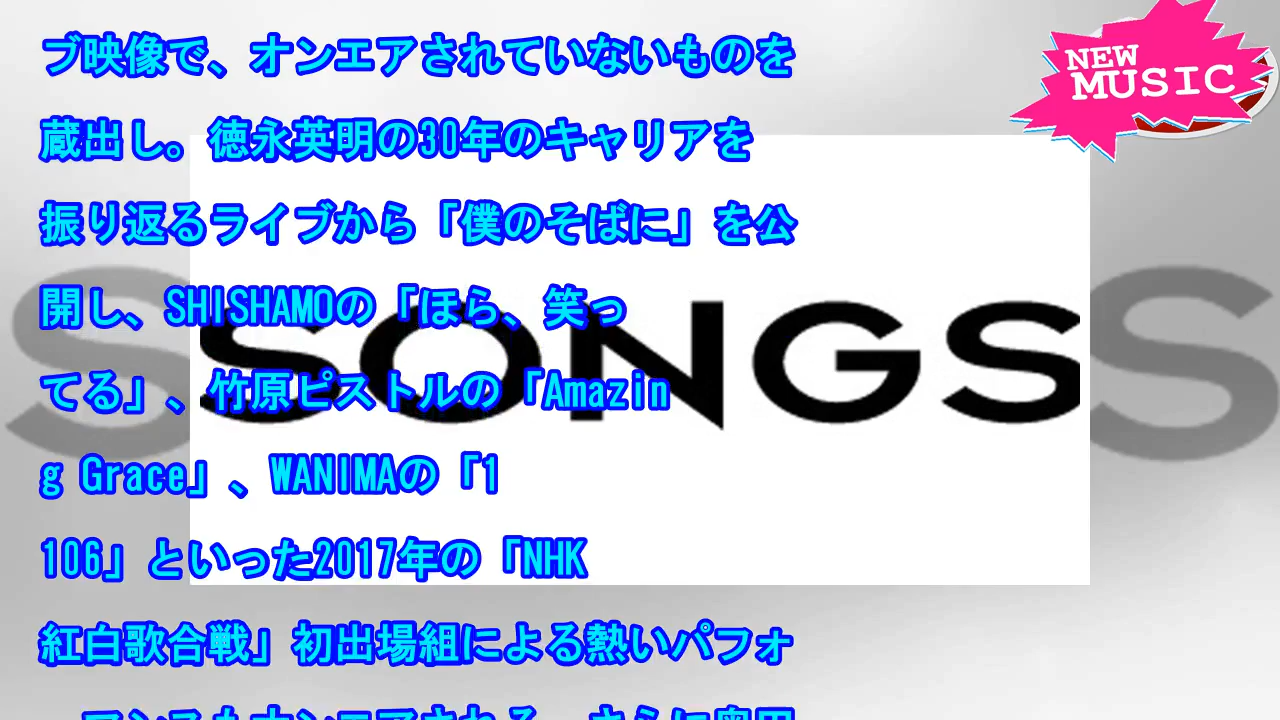 ブ映像で、オンエアされていないものを
蔵出し。徳永英明の30年のキャリアを
振り返るライブから「僕のそばに」を公
開し、SHISHAMOの「ほら、笑っ
てる」、竹原ピストルの「Amazin
g Grace」、WANIMAの「1
106」といった2017年の「NHK
紅白歌合戦」初出場組による熱いパフォ
NEW
MUSIC
SONGS